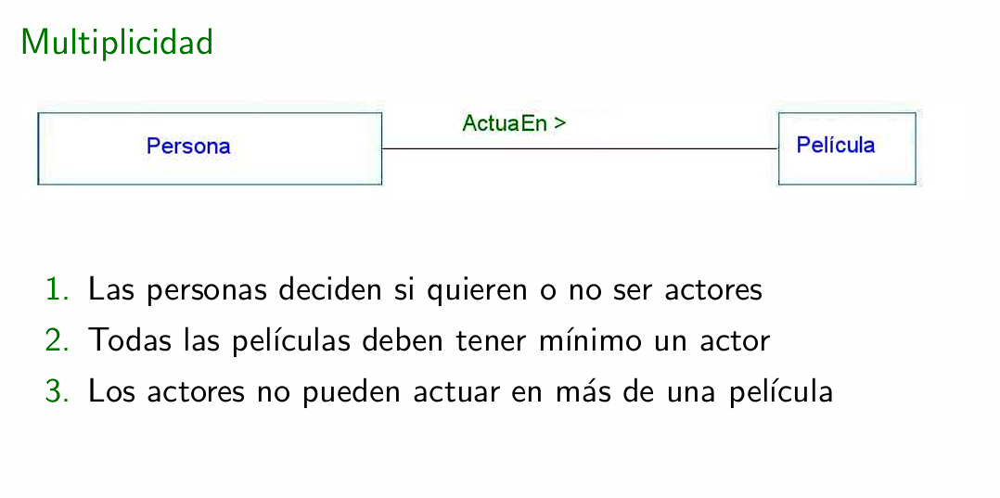 Multiplicidad
ActuaEn >
Persona
Película
1. Las personas deciden si quieren o no ser actores
2. Todas las películas deben tener mínimo un actor
3. Los actores no pueden actuar en más de una película